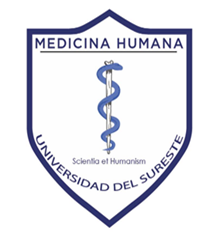 MEDICINA HUMANA
Scientia et Humanism
UNIVERSIDAD DEL SURESTE